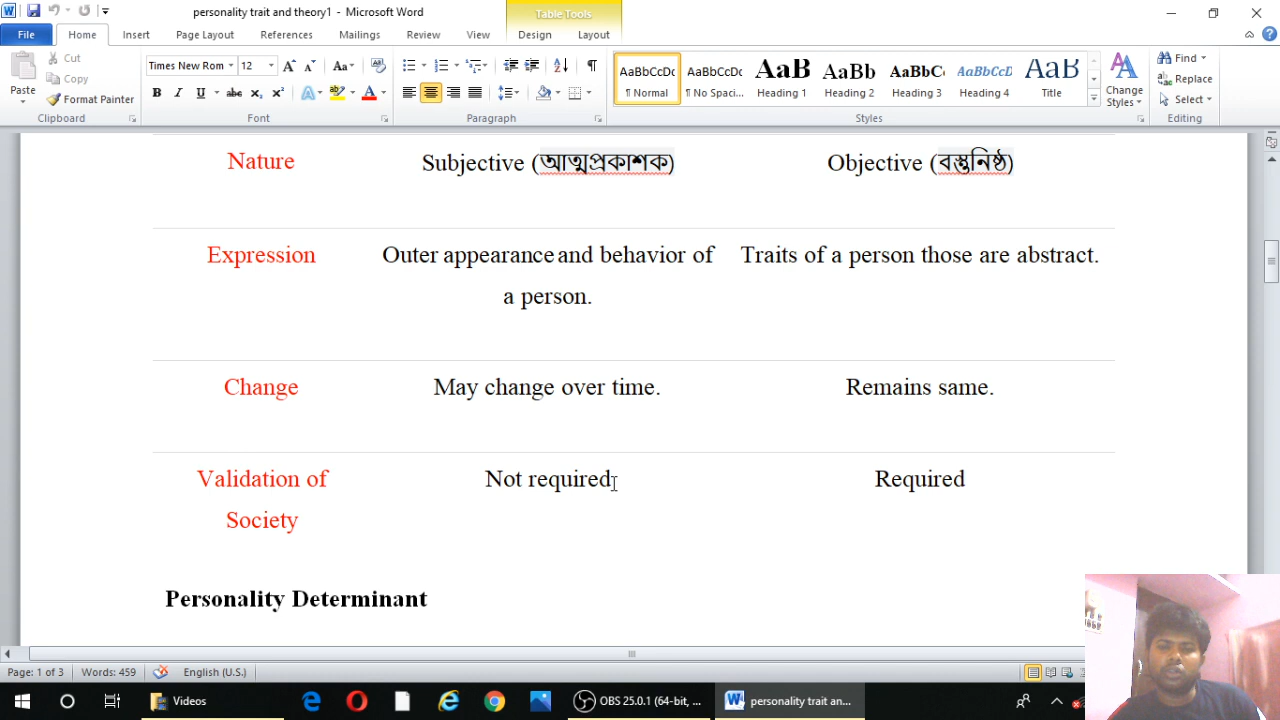 personality trait and theory1 - Microsoft Word
Table Tools
File Home Insert Page Layout References Mailings Review View Design Layout
Cut
Copy
Format Painter
Paste
Clipboard
Times New Rom 12
Font
Paragraph
AaBbCcDc AaBbCcDc AaB AaBb AaBbC AaBbCcI AaB
¶ Normal ¶ No Spaci... Heading 1 Heading 2 Heading 3 Heading 4 Title
Styles
Change
Styles
Find
Replace
Select
Editing
Nature Subjective (আত্মপ্রকাশক) Objective (বস্তুনিষ্ঠ)
Expression Outer appearance and behavior of Traits of a person those are abstract.
a person.
Change May change over time. Remains same.
Validation of Not required Required
Society
Personality Determinant
Page: 1 of 3 Words: 459 English (U.S.)
Videos
OBS 25.0.1 (64-bit, ...
personality trait an...